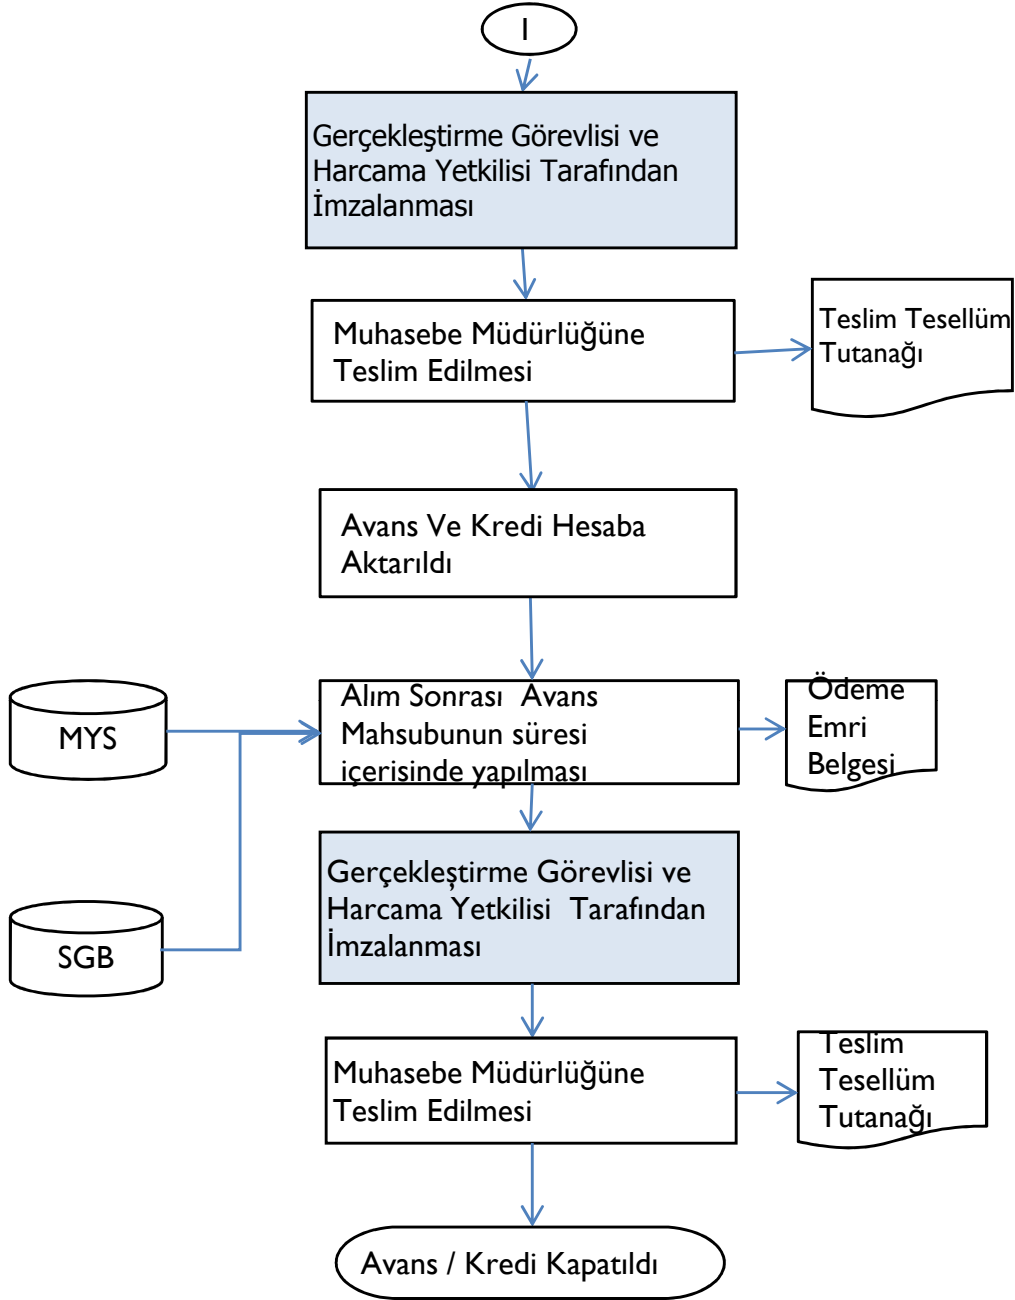 I
Gerçekleştirme Görevlisi ve
Harcama Yetkilisi Tarafından
İmzalanması
Muhasebe Müdürlüğüne
Teslim Edilmesi
Teslim Tesellüm
Tutanağı
Avans Ve Kredi Hesaba
Aktarıldı
MYS
Alım Sonrası  Avans
Mahsubunun süresi
içerisinde yapılması
Ödeme
Emri
Belgesi
SGB
Gerçekleştirme Görevlisi ve
Harcama Yetkilisi  Tarafından
İmzalanması
Muhasebe Müdürlüğüne
Teslim Edilmesi
Teslim
Tesellüm
Tutanağı
Avans / Kredi Kapatıldı